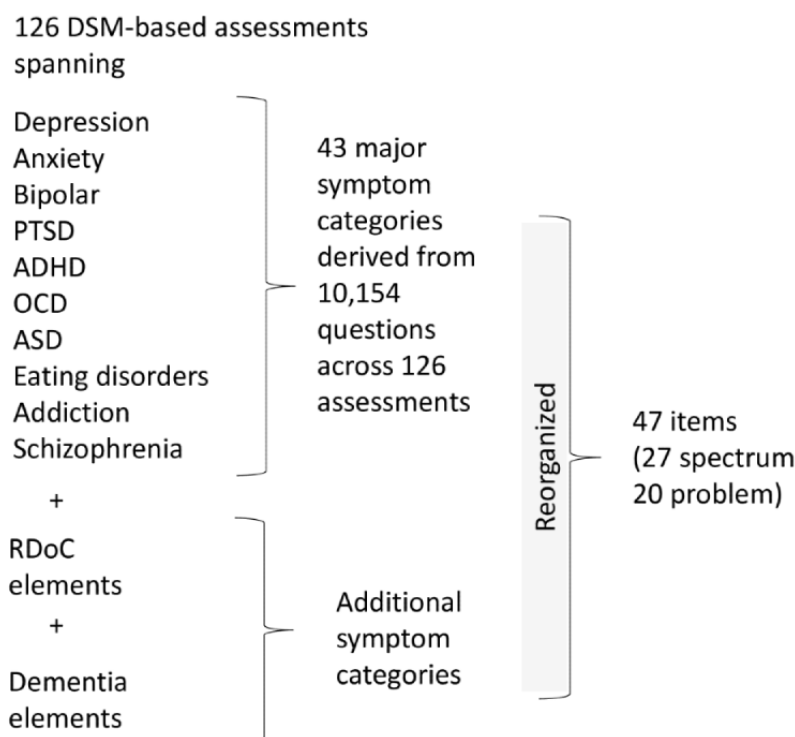 126 DSM-based assessments
spanning
Depression
Anxiety
Bipolar
PTSD
ADHD
OCD
ASD
Eating disorders
Addiction
Schizophrenia
+
RDoC
elements
+
Dementia
elements
43 major
symptom
categories
derived from
10,154
questions
across 126
assessments
Additional
symptom
categories
Reorganized
47 items
(27 spectrum
20 problem)